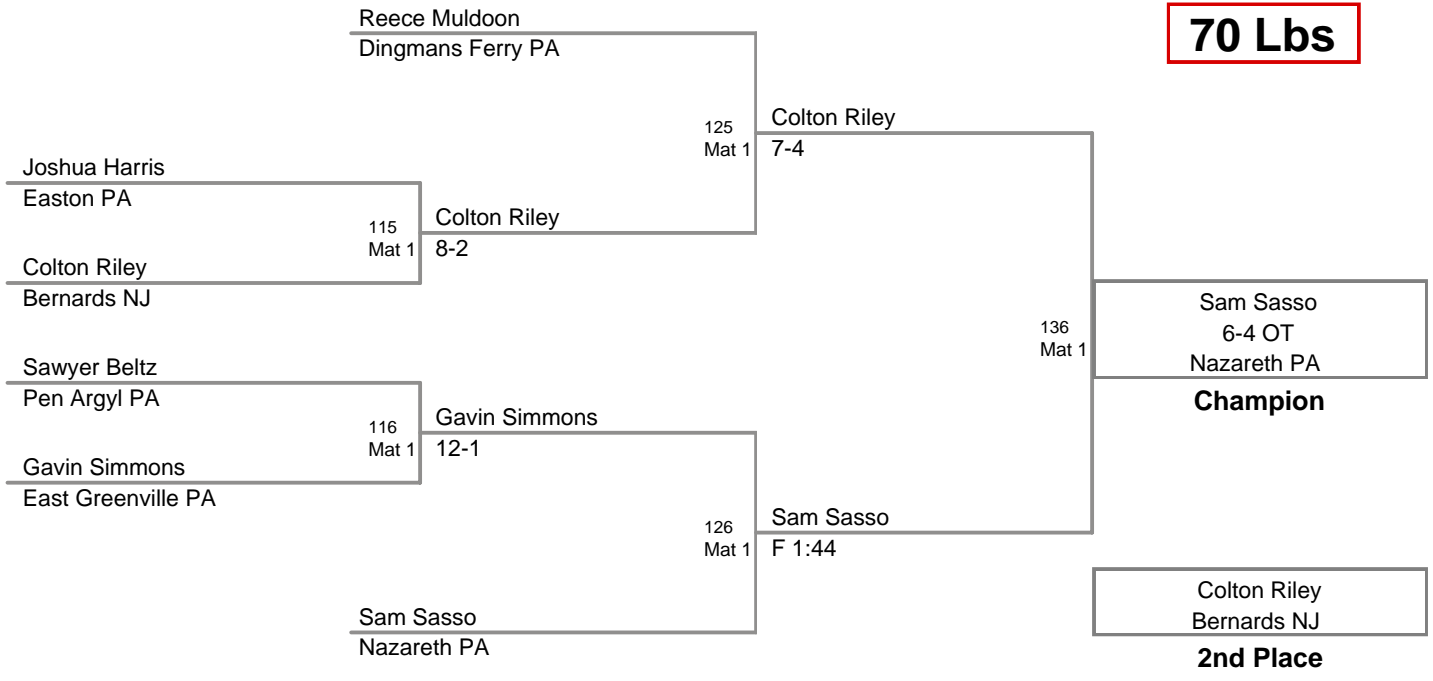 Reece Muldoon
Dingmans Ferry PA
70 Lbs
125
Mat 1
Colton Riley
7-4
Joshua Harris
Easton PA
115
Mat 1
Colton Riley
8-2
Colton Riley
Bernards NJ
136
Mat 1
Sam Sasso
6-4 OT
Nazareth PA
Champion
Sawyer Beltz
Pen Argyl PA
116
Mat 1
Gavin Simmons
12-1
Gavin Simmons
East Greenville PA
126
Mat 1
Sam Sasso
F 1:44
Sam Sasso
Nazareth PA
Colton Riley
Bernards NJ
2nd Place